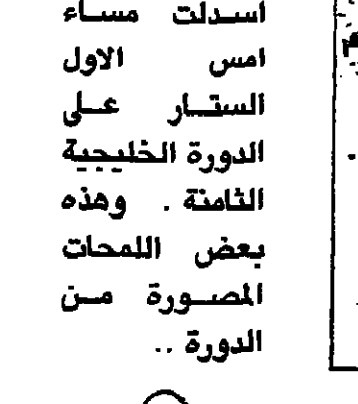 اسدلت مساء
امس الاول
الستار على
الدورة الخليجية
الثامنة . وهذه
بعض اللمحات
المصورة من
الدورة ..